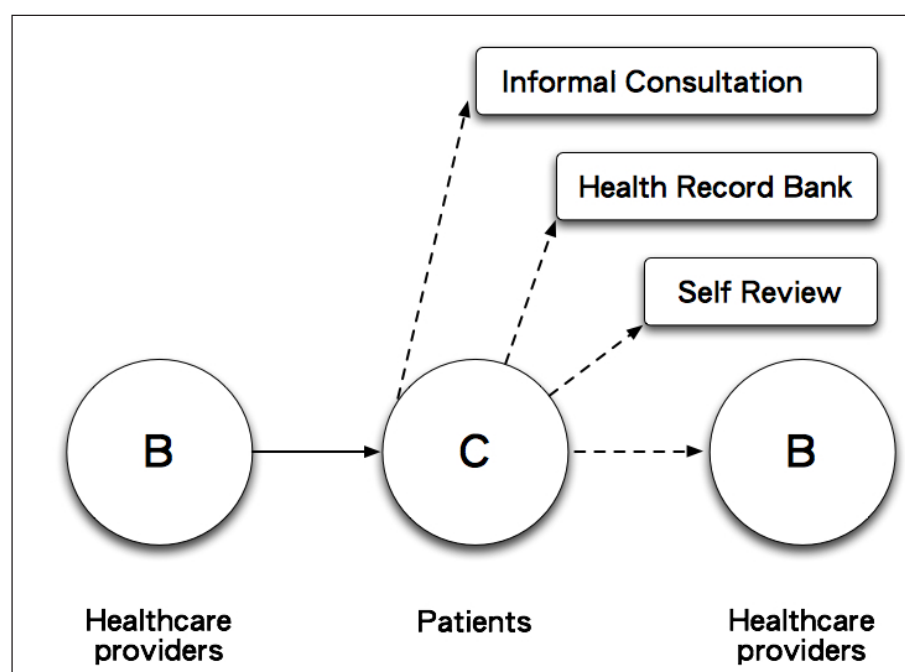 Informal Consultation
Health Record Bank
Self Review
B
C
B
Healthcare
providers
Patients
Healthcare
providers